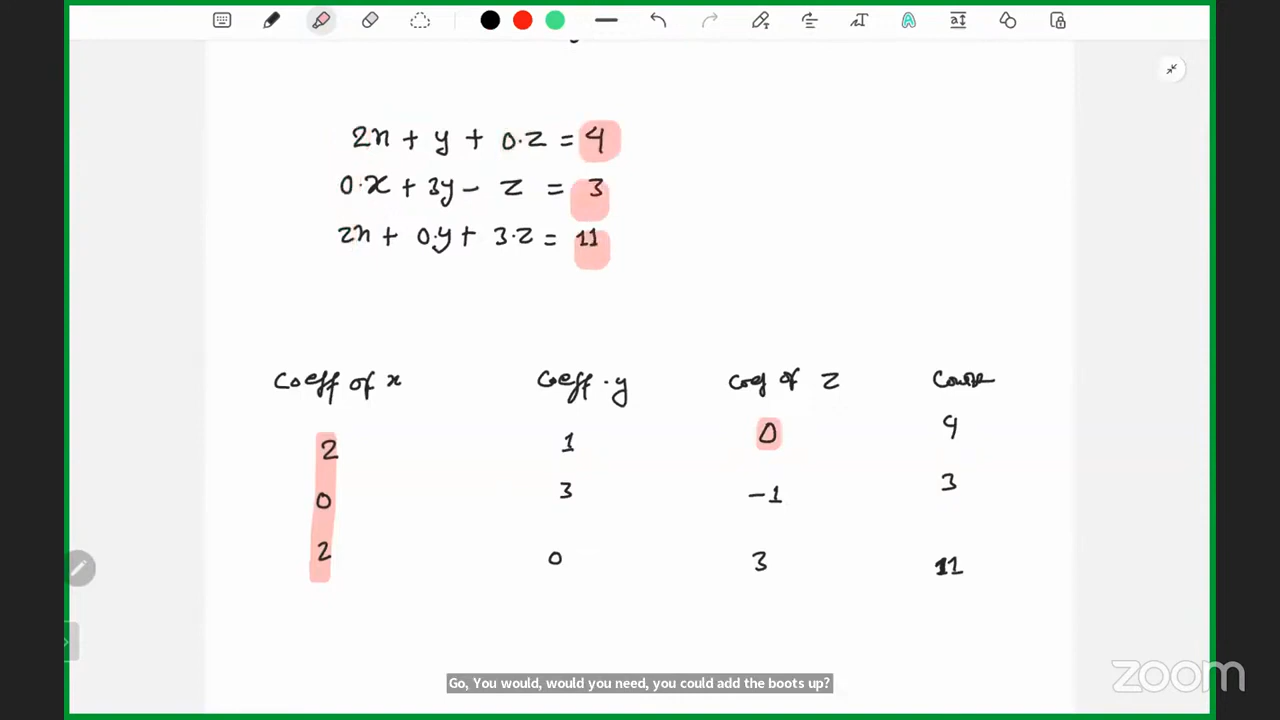 2x + y + 0·z = 4
0·x + 3y - z = 3
2x + 0·y + 3·z = 11
Coeff of x Coeff·y Coef of z
2 1 0 4
0 3 -1 3
2 0 3 11
Go, You would, would you need, you could add the boots up?
zoom